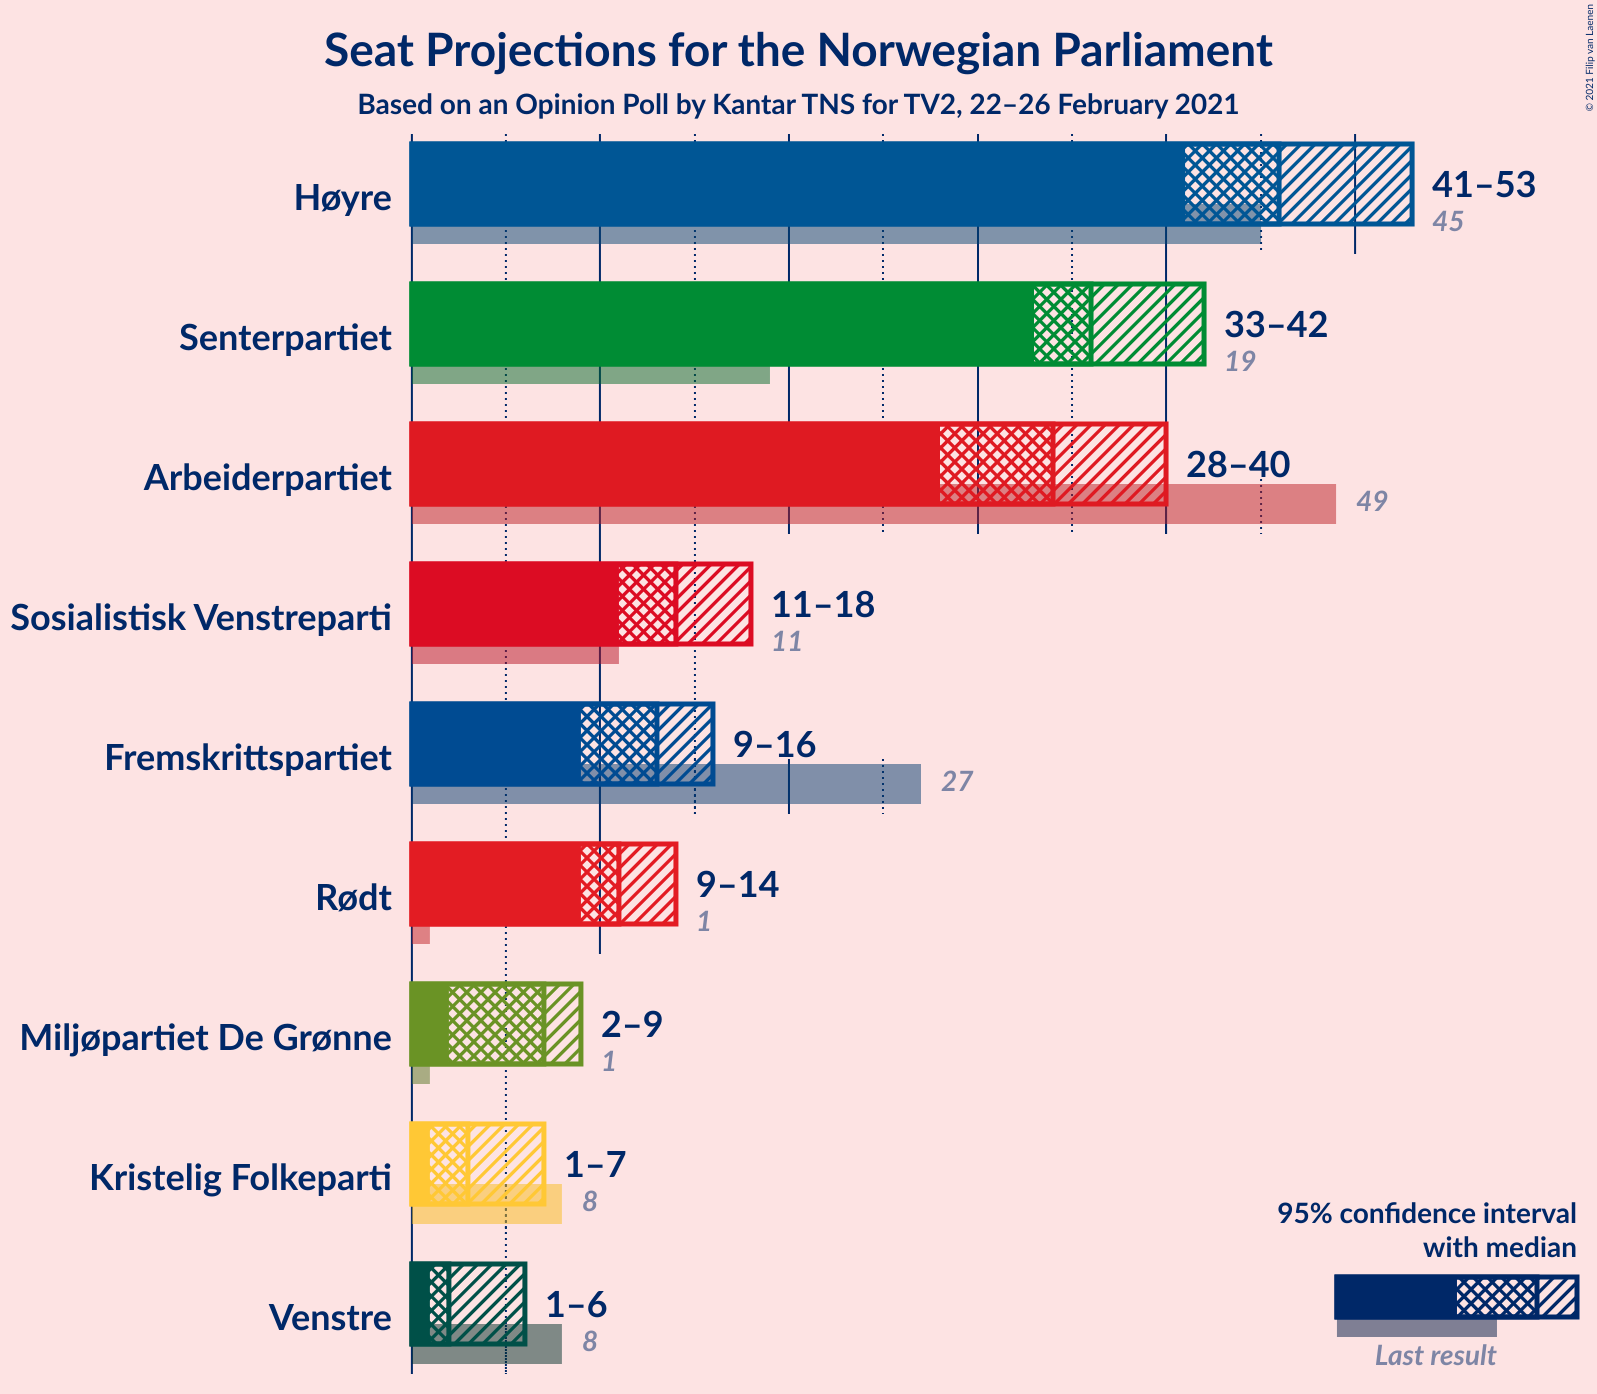 Seat Projections for the Norwegian Parliament
Based on an Opinion Poll by Kantar TNS for TV2, 22–26 February 2021
© 2021 Filip van Laenen
Høyre
41–53
45
Senterpartiet
33–42
19
Arbeiderpartiet
28–40
49
Sosialistisk Venstreparti
11–18
11
Fremskrittspartiet
9–16
27
Rødt
9–14
1
Miljøpartiet De Grønne
2–9
1
Kristelig Folkeparti
1–7
8
Venstre
1–6
8
95% confidence interval
with median
Last result